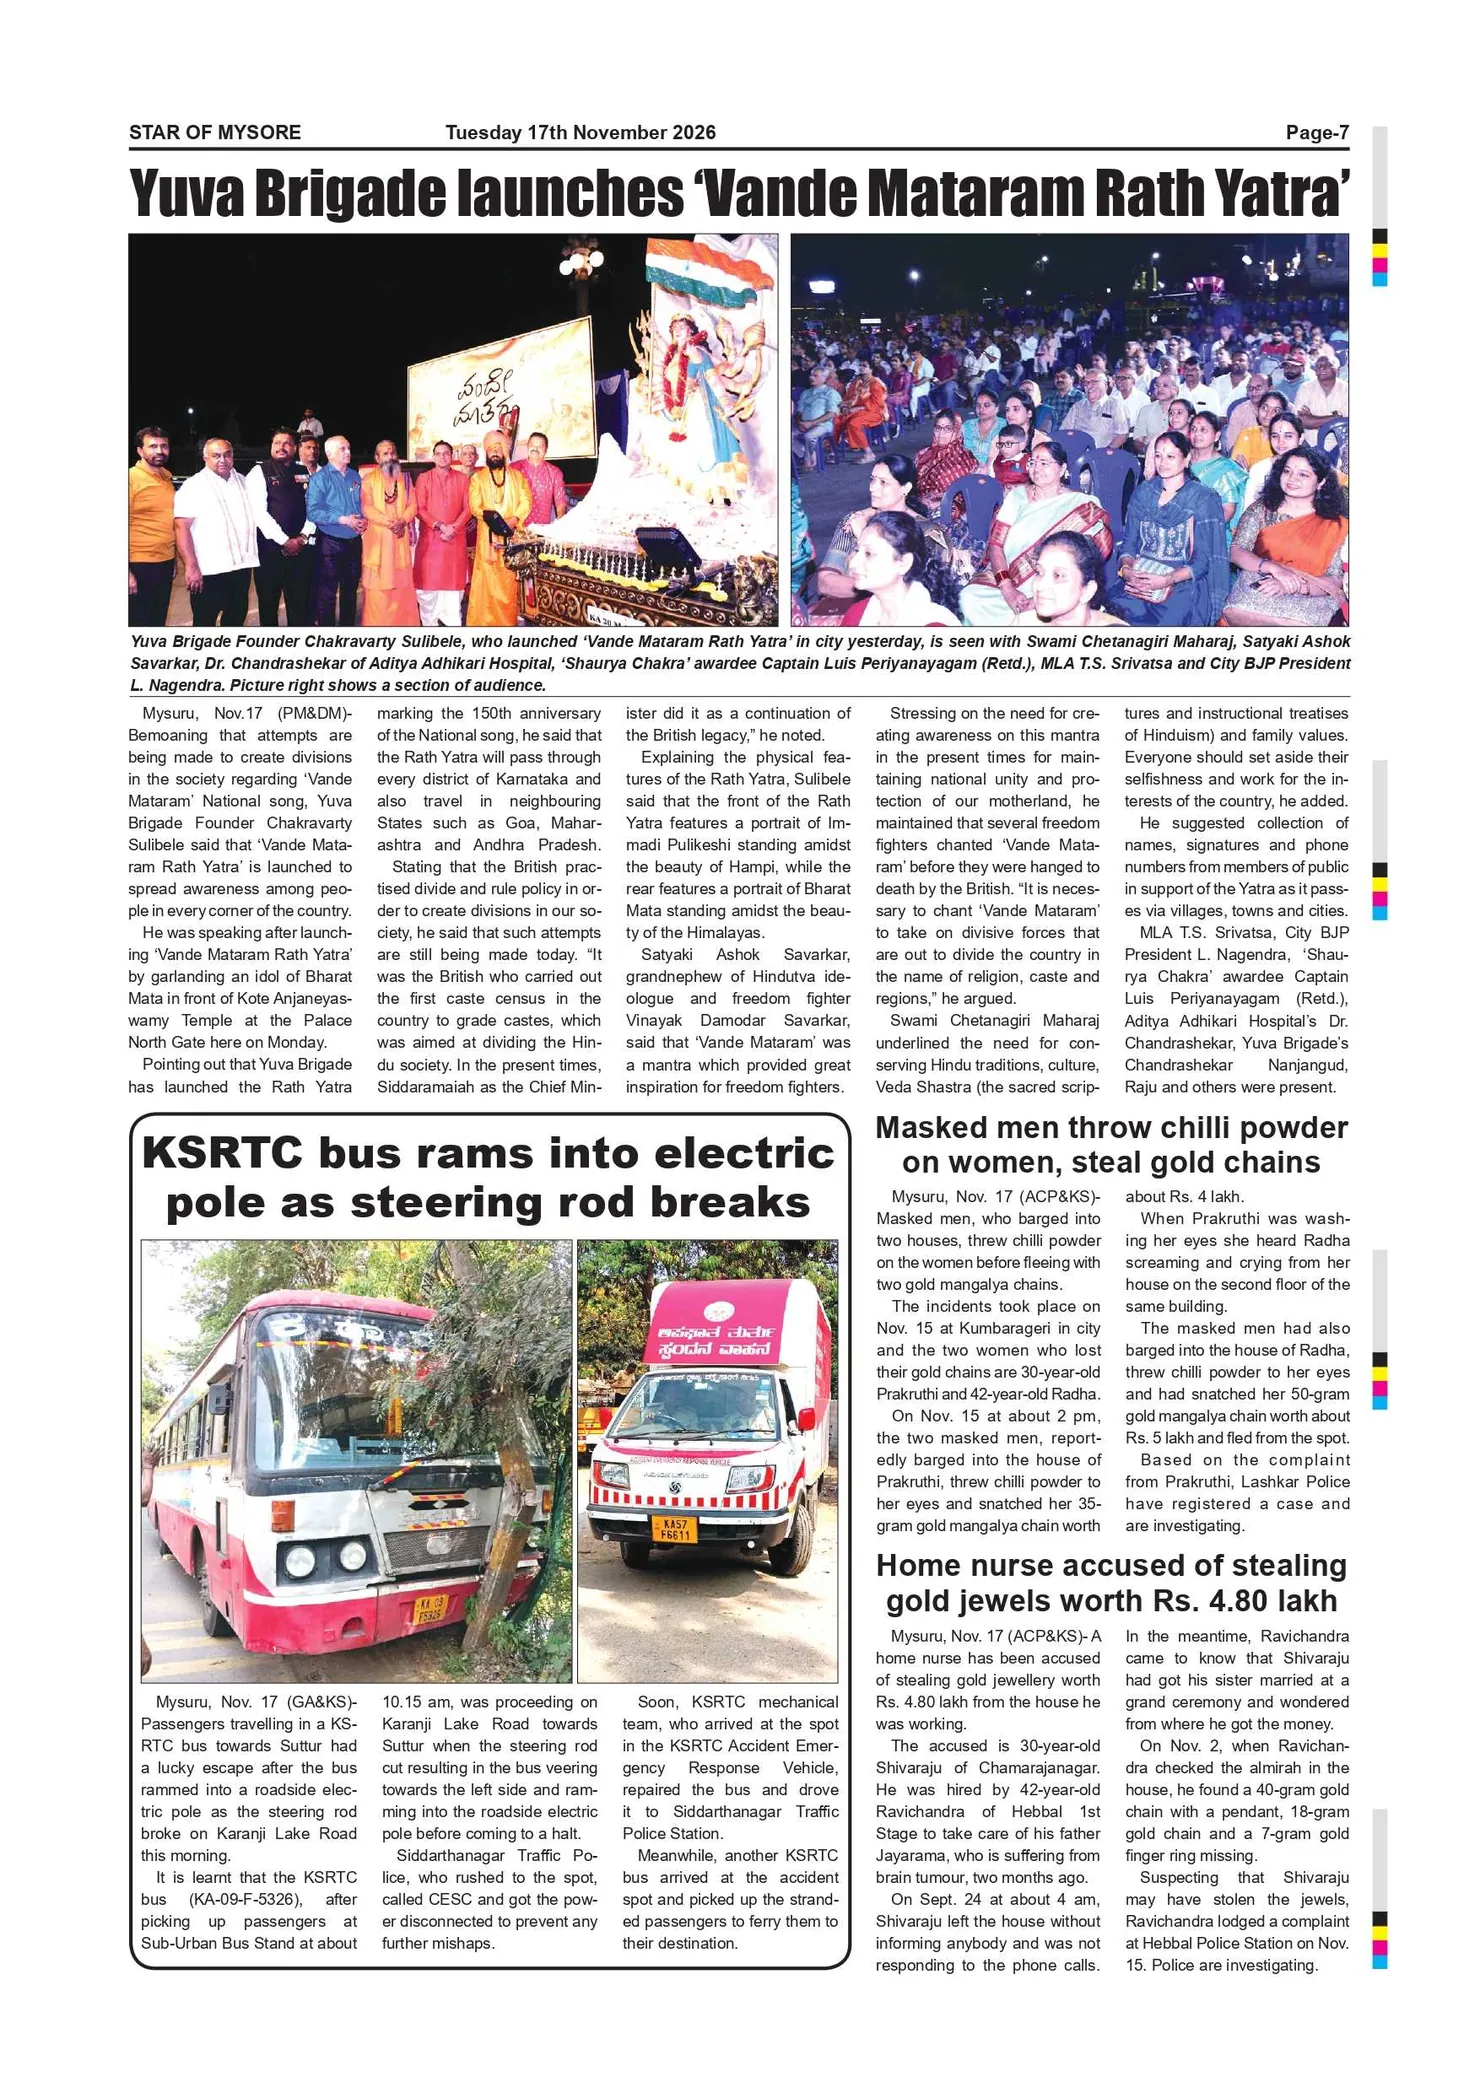 STAR OF MYSORE Tuesday 17th November 2026 Page-7
Yuva Brigade launches ‘Vande Mataram Rath Yatra’
ವಂದೇ
ಮಾತರಂ
KA 30 M
Yuva Brigade Founder Chakravarty Sulibele, who launched ‘Vande Mataram Rath Yatra’ in city yesterday, is seen with Swami Chetanagiri Maharaj, Satyaki Ashok
Savarkar, Dr. Chandrashekar of Aditya Adhikari Hospital, ‘Shaurya Chakra’ awardee Captain Luis Periyanayagam (Retd.), MLA T.S. Srivatsa and City BJP President
L. Nagendra. Picture right shows a section of audience.
Mysuru, Nov.17 (PM&DM)-
Bemoaning that attempts are
being made to create divisions
in the society regarding ‘Vande
Mataram’ National song, Yuva
Brigade Founder Chakravarty
Sulibele said that ‘Vande Mata-
ram Rath Yatra’ is launched to
spread awareness among peo-
ple in every corner of the country.
He was speaking after launch-
ing ‘Vande Mataram Rath Yatra’
by garlanding an idol of Bharat
Mata in front of Kote Anjaneyas-
wamy Temple at the Palace
North Gate here on Monday.
Pointing out that Yuva Brigade
has launched the Rath Yatra
marking the 150th anniversary
of the National song, he said that
the Rath Yatra will pass through
every district of Karnataka and
also travel in neighbouring
States such as Goa, Mahar-
ashtra and Andhra Pradesh.
Stating that the British prac-
tised divide and rule policy in or-
der to create divisions in our so-
ciety, he said that such attempts
are still being made today. “It
was the British who carried out
the first caste census in the
country to grade castes, which
was aimed at dividing the Hin-
du society. In the present times,
Siddaramaiah as the Chief Min-
ister did it as a continuation of
the British legacy,” he noted.
Explaining the physical fea-
tures of the Rath Yatra, Sulibele
said that the front of the Rath
Yatra features a portrait of Im-
madi Pulikeshi standing amidst
the beauty of Hampi, while the
rear features a portrait of Bharat
Mata standing amidst the beau-
ty of the Himalayas.
Satyaki Ashok Savarkar,
grandnephew of Hindutva ide-
ologue and freedom fighter
Vinayak Damodar Savarkar,
said that ‘Vande Mataram’ was
a mantra which provided great
inspiration for freedom fighters.
Stressing on the need for cre-
ating awareness on this mantra
in the present times for main-
taining national unity and pro-
tection of our motherland, he
maintained that several freedom
fighters chanted ‘Vande Mata-
ram’ before they were hanged to
death by the British. “It is neces-
sary to chant ‘Vande Mataram’
to take on divisive forces that
are out to divide the country in
the name of religion, caste and
regions,” he argued.
Swami Chetanagiri Maharaj
underlined the need for con-
serving Hindu traditions, culture,
Veda Shastra (the sacred scrip-
tures and instructional treatises
of Hinduism) and family values.
Everyone should set aside their
selfishness and work for the in-
terests of the country, he added.
He suggested collection of
names, signatures and phone
numbers from members of public
in support of the Yatra as it pass-
es via villages, towns and cities.
MLA T.S. Srivatsa, City BJP
President L. Nagendra, ‘Shau-
rya Chakra’ awardee Captain
Luis Periyanayagam (Retd.),
Aditya Adhikari Hospital’s Dr.
Chandrashekar, Yuva Brigade’s
Chandrashekar Nanjangud,
Raju and others were present.
KSRTC bus rams into electric
pole as steering rod breaks
KA 09
F5326
ಅಪಘಾತ ತುರ್ತು
ಸ್ಪಂದನ ವಾಹನ
ACCIDENT EMERGENCY RESPONSE VEHICLE
KA57
F6611
Mysuru, Nov. 17 (GA&KS)-
Passengers travelling in a KS-
RTC bus towards Suttur had
a lucky escape after the bus
rammed into a roadside elec-
tric pole as the steering rod
broke on Karanji Lake Road
this morning.
It is learnt that the KSRTC
bus (KA-09-F-5326), after
picking up passengers at
Sub-Urban Bus Stand at about
10.15 am, was proceeding on
Karanji Lake Road towards
Suttur when the steering rod
cut resulting in the bus veering
towards the left side and ram-
ming into the roadside electric
pole before coming to a halt.
Siddarthanagar Traffic Po-
lice, who rushed to the spot,
called CESC and got the pow-
er disconnected to prevent any
further mishaps.
Soon, KSRTC mechanical
team, who arrived at the spot
in the KSRTC Accident Emer-
gency Response Vehicle,
repaired the bus and drove
it to Siddarthanagar Traffic
Police Station.
Meanwhile, another KSRTC
bus arrived at the accident
spot and picked up the strand-
ed passengers to ferry them to
their destination.
Masked men throw chilli powder
on women, steal gold chains
Mysuru, Nov. 17 (ACP&KS)-
Masked men, who barged into
two houses, threw chilli powder
on the women before fleeing with
two gold mangalya chains.
The incidents took place on
Nov. 15 at Kumbarageri in city
and the two women who lost
their gold chains are 30-year-old
Prakruthi and 42-year-old Radha.
On Nov. 15 at about 2 pm,
the two masked men, report-
edly barged into the house of
Prakruthi, threw chilli powder to
her eyes and snatched her 35-
gram gold mangalya chain worth
about Rs. 4 lakh.
When Prakruthi was wash-
ing her eyes she heard Radha
screaming and crying from her
house on the second floor of the
same building.
The masked men had also
barged into the house of Radha,
threw chilli powder to her eyes
and had snatched her 50-gram
gold mangalya chain worth about
Rs. 5 lakh and fled from the spot.
Based on the complaint
from Prakruthi, Lashkar Police
have registered a case and
are investigating.
Home nurse accused of stealing
gold jewels worth Rs. 4.80 lakh
Mysuru, Nov. 17 (ACP&KS)- A
home nurse has been accused
of stealing gold jewellery worth
Rs. 4.80 lakh from the house he
was working.
The accused is 30-year-old
Shivaraju of Chamarajanagar.
He was hired by 42-year-old
Ravichandra of Hebbal 1st
Stage to take care of his father
Jayarama, who is suffering from
brain tumour, two months ago.
On Sept. 24 at about 4 am,
Shivaraju left the house without
informing anybody and was not
responding to the phone calls.
In the meantime, Ravichandra
came to know that Shivaraju
had got his sister married at a
grand ceremony and wondered
from where he got the money.
On Nov. 2, when Ravichan-
dra checked the almirah in the
house, he found a 40-gram gold
chain with a pendant, 18-gram
gold chain and a 7-gram gold
finger ring missing.
Suspecting that Shivaraju
may have stolen the jewels,
Ravichandra lodged a complaint
at Hebbal Police Station on Nov.
15. Police are investigating.